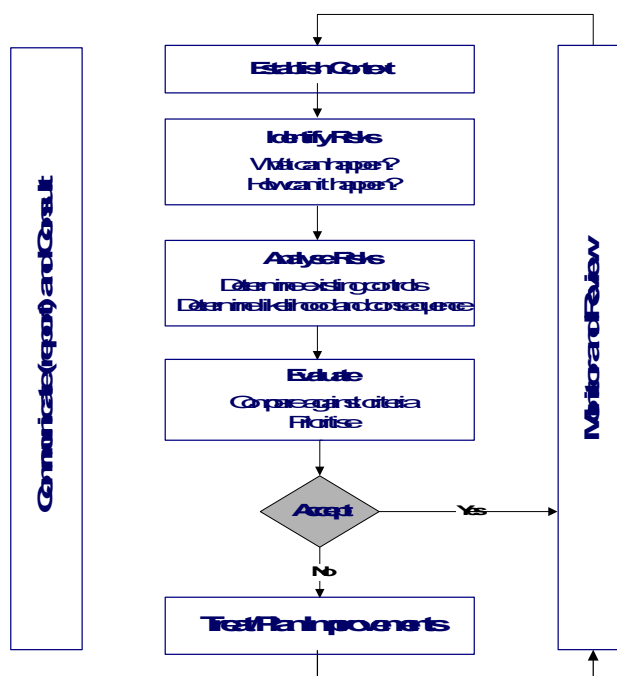 Establish Context
Identify Risks
What can happen?
How can it happen?
Analyse Risks
Determine existing controls
Determine likelihood and consequence
Evaluate
Compare against criteria
Prioritise
Accept
Yes
No
Treat/Plan Improvements
Communicate (report) and Consult
Monitor and Review